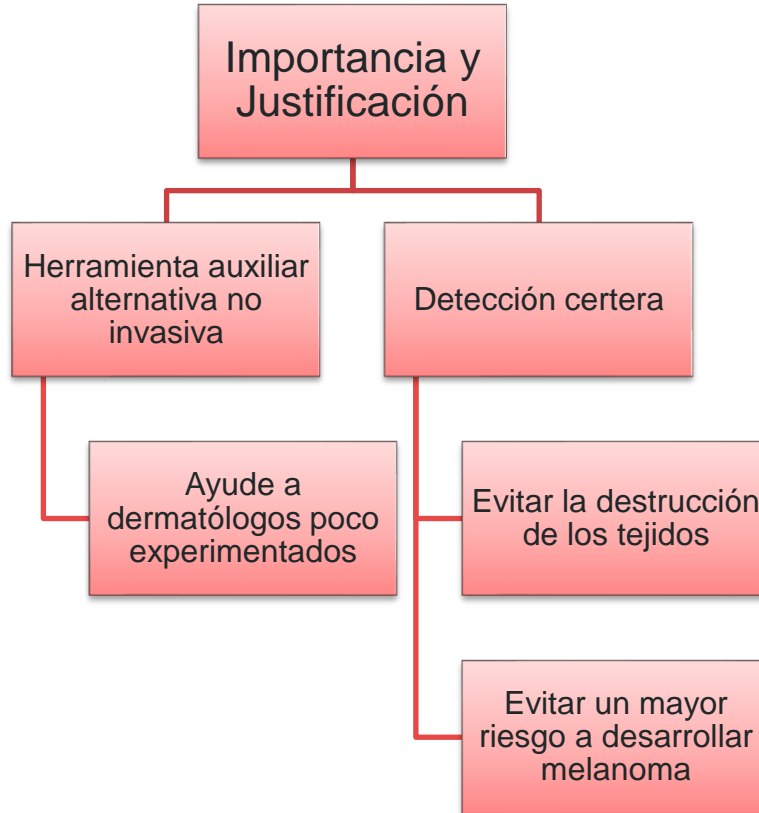 Importancia y
Justificación
Herramienta auxiliar
alternativa no
invasiva
Ayude a
dermatólogos poco
experimentados
Detección certera
Evitar la destrucción
de los tejidos
Evitar un mayor
riesgo a desarrollar
melanoma